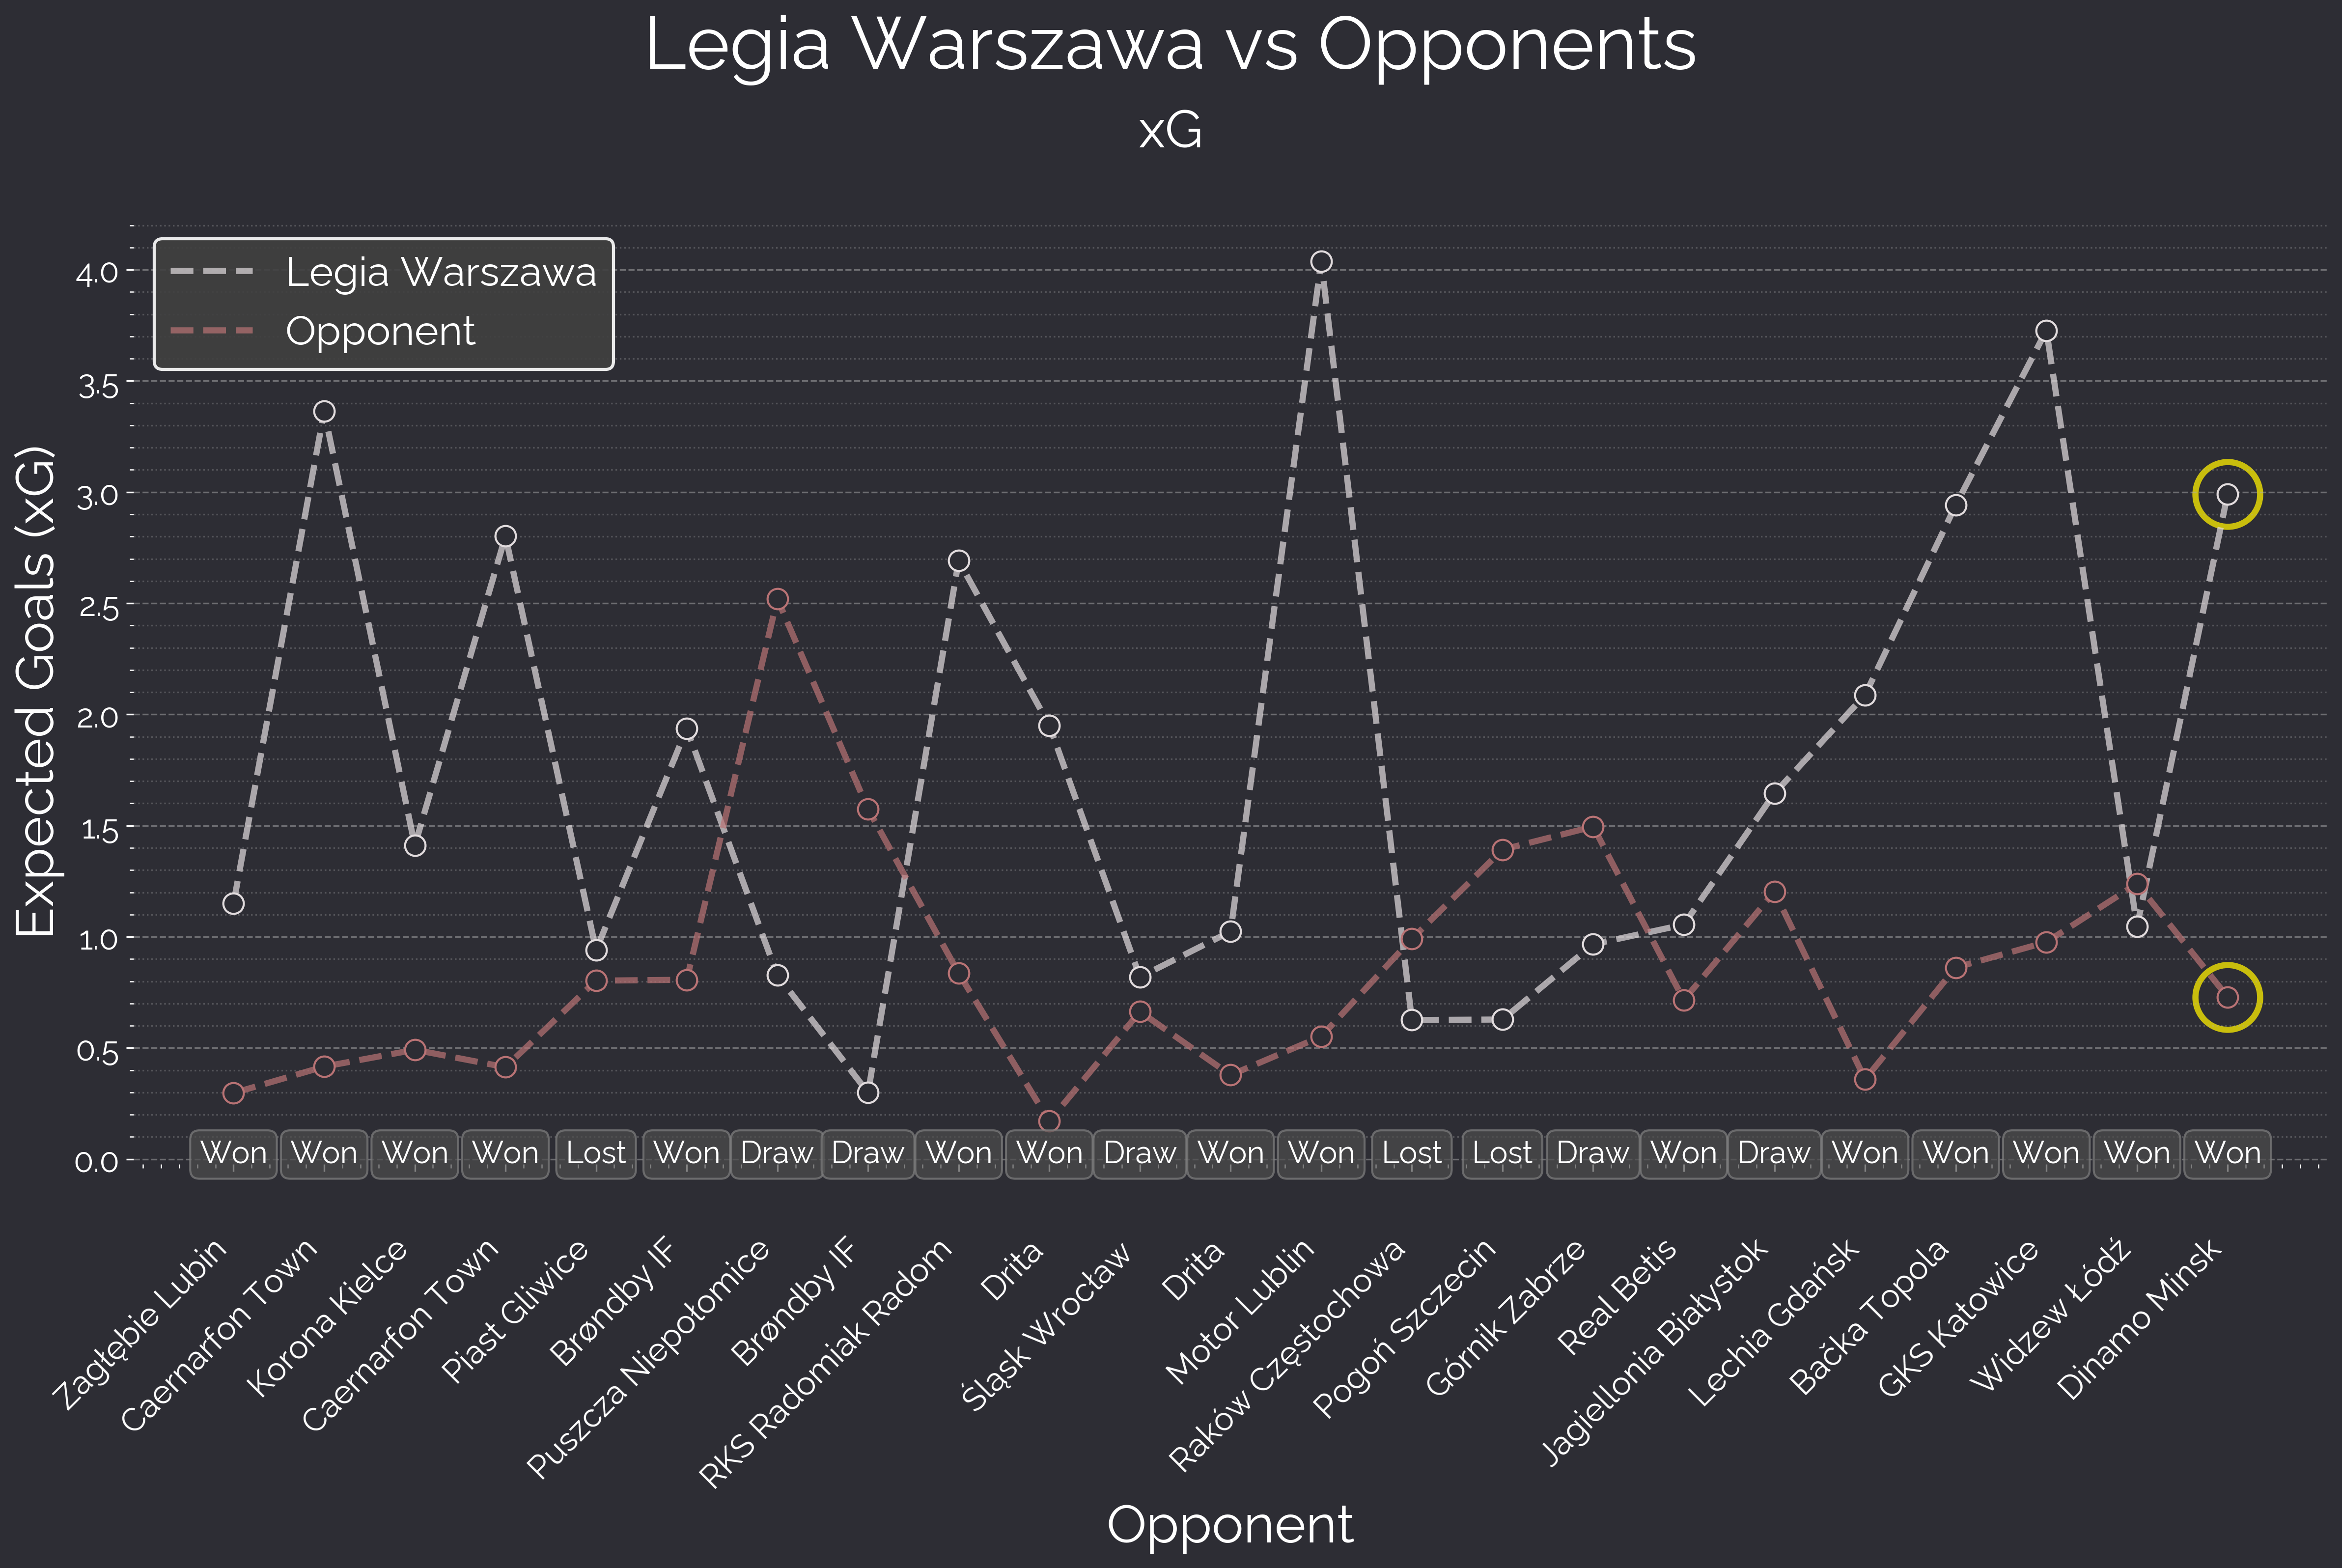 Legia Warszawa vs Opponents
xG
Legia Warszawa
Opponent
Expected Goals (xG)
4.0
3.5
3.0
2.5
2.0
1.5
1.0
0.5
0.0
Won Won Won Won Lost Won Draw Draw Won Won Draw Won Won Lost Lost Draw Won Draw Won Won Won Won Won
Zagłębie Lubin
Caernarfon Town
Korona Kielce
Caernarfon Town
Piast Gliwice
Brøndby IF
Puszcza Niepołomice
Brøndby IF
RKS Radomiak Radom
Drita
Śląsk Wrocław
Drita
Motor Lublin
Raków Częstochowa
Pogoń Szczecin
Górnik Zabrze
Real Betis
Jagiellonia Białystok
Lechia Gdańsk
Bačka Topola
GKS Katowice
Widzew Łódź
Dinamo Minsk
Opponent